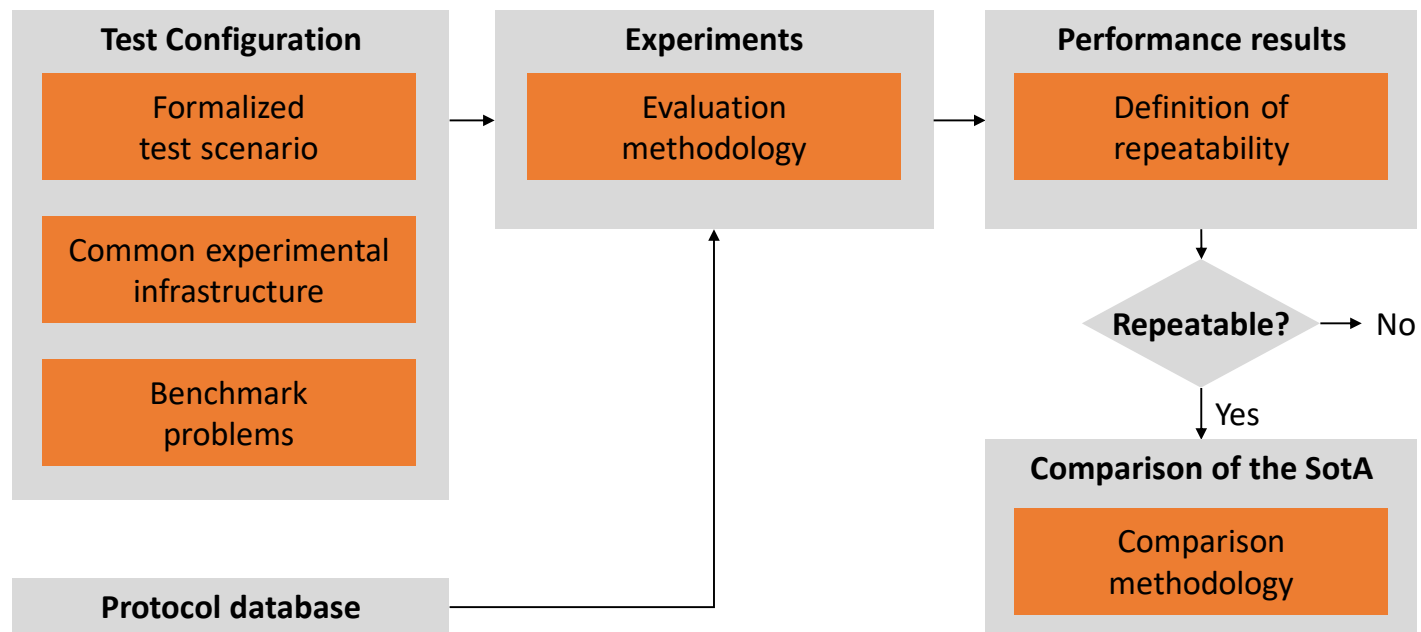 Test Configuration
Formalized
test scenario
Common experimental
infrastructure
Benchmark
problems
Protocol database
Experiments
Evaluation
methodology
Performance results
Definition of
repeatability
Repeatable?
No
Yes
Comparison of the SotA
Comparison
methodology